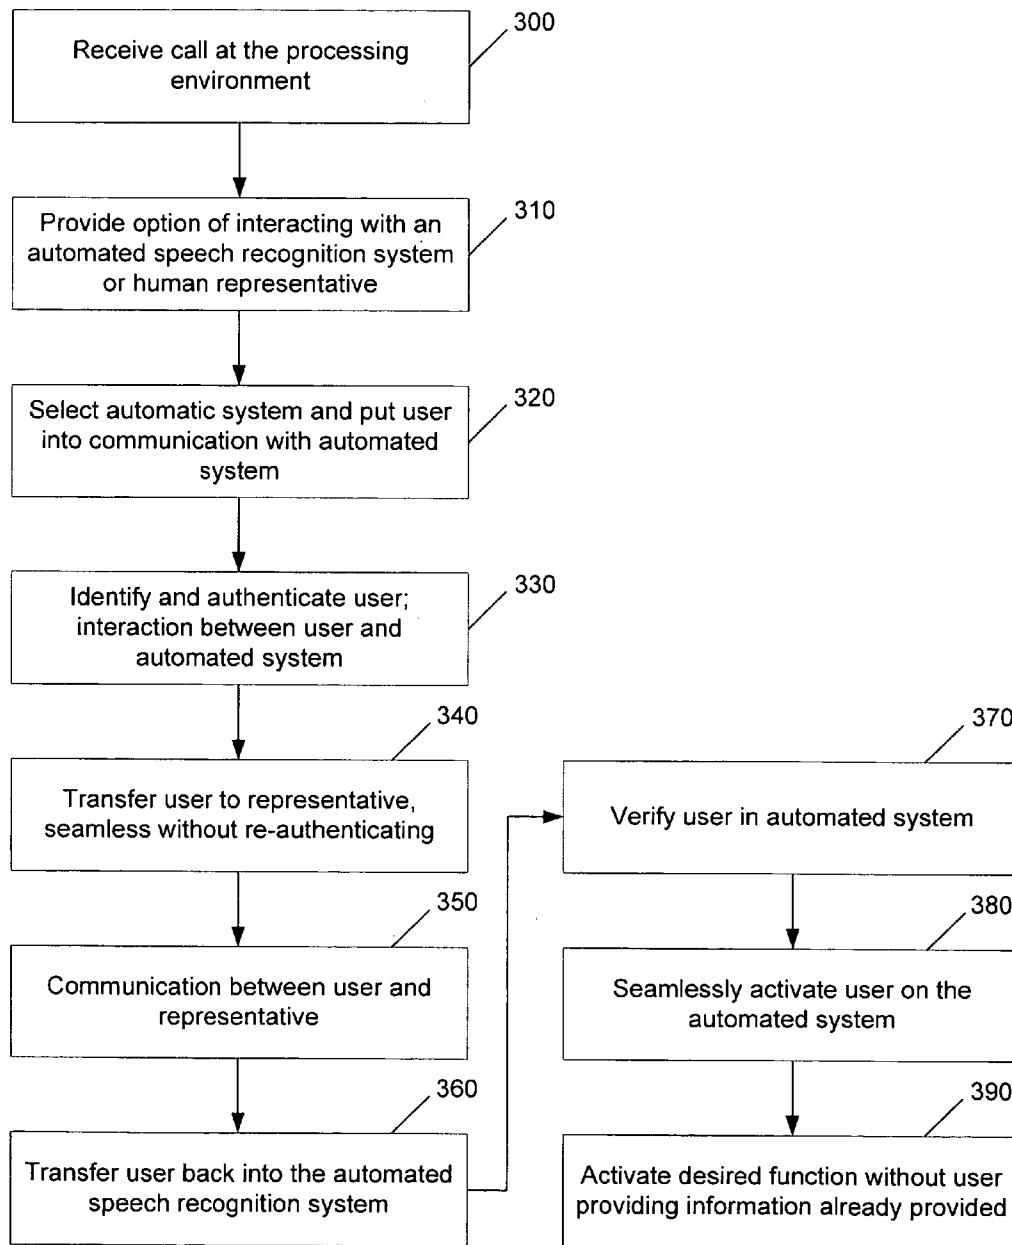 300
Receive call at the processing
environment
310
Provide option of interacting with an
automated speech recognition system
or human representative
320
Select automatic system and put user
into communication with automated
system
330
Identify and authenticate user;
interaction between user and
automated system
340
Transfer user to representative,
seamless without re-authenticating
350
Communication between user and
representative
360
Transfer user back into the automated
speech recognition system
370
Verify user in automated system
380
Seamlessly activate user on the
automated system
390
Activate desired function without user
providing information already provided